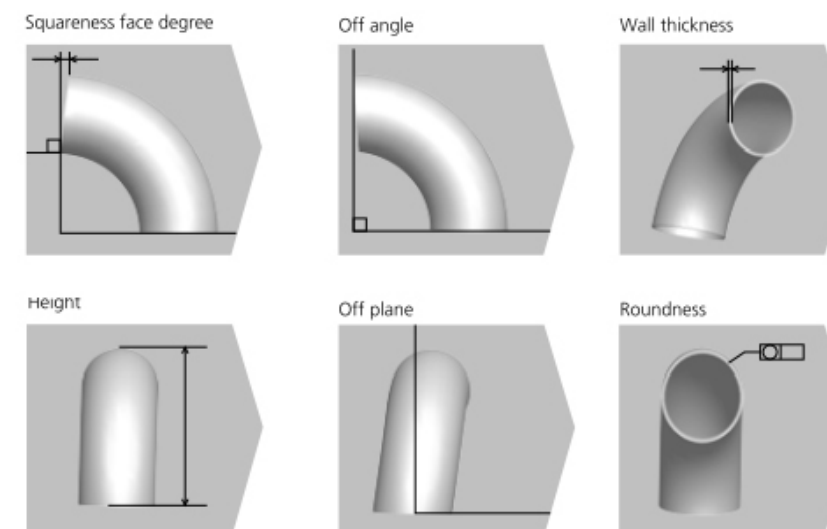 Squareness face degree
Off angle
Wall thickness
Height
Off plane
Roundness